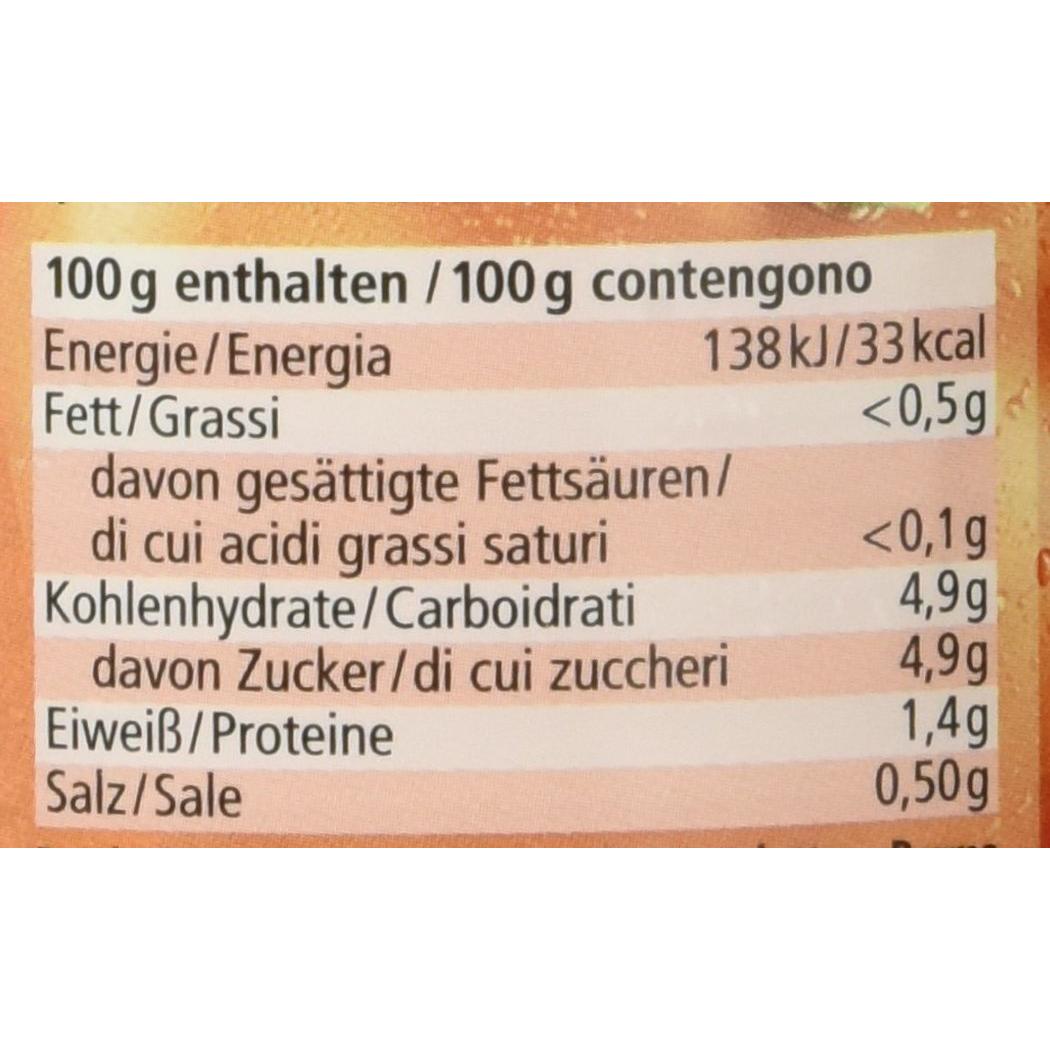 100 g enthalten / 100 g contengono
Energie/Energia 138 kJ/33 kcal
Fett/Grassi <0,5 g
davon gesättigte Fettsäuren/
di cui acidi grassi saturi <0,1 g
Kohlenhydrate/Carboidrati 4,9 g
davon Zucker/di cui zuccheri 4,9 g
Eiweiß/Proteine 1,4 g
Salz/Sale 0,50 g